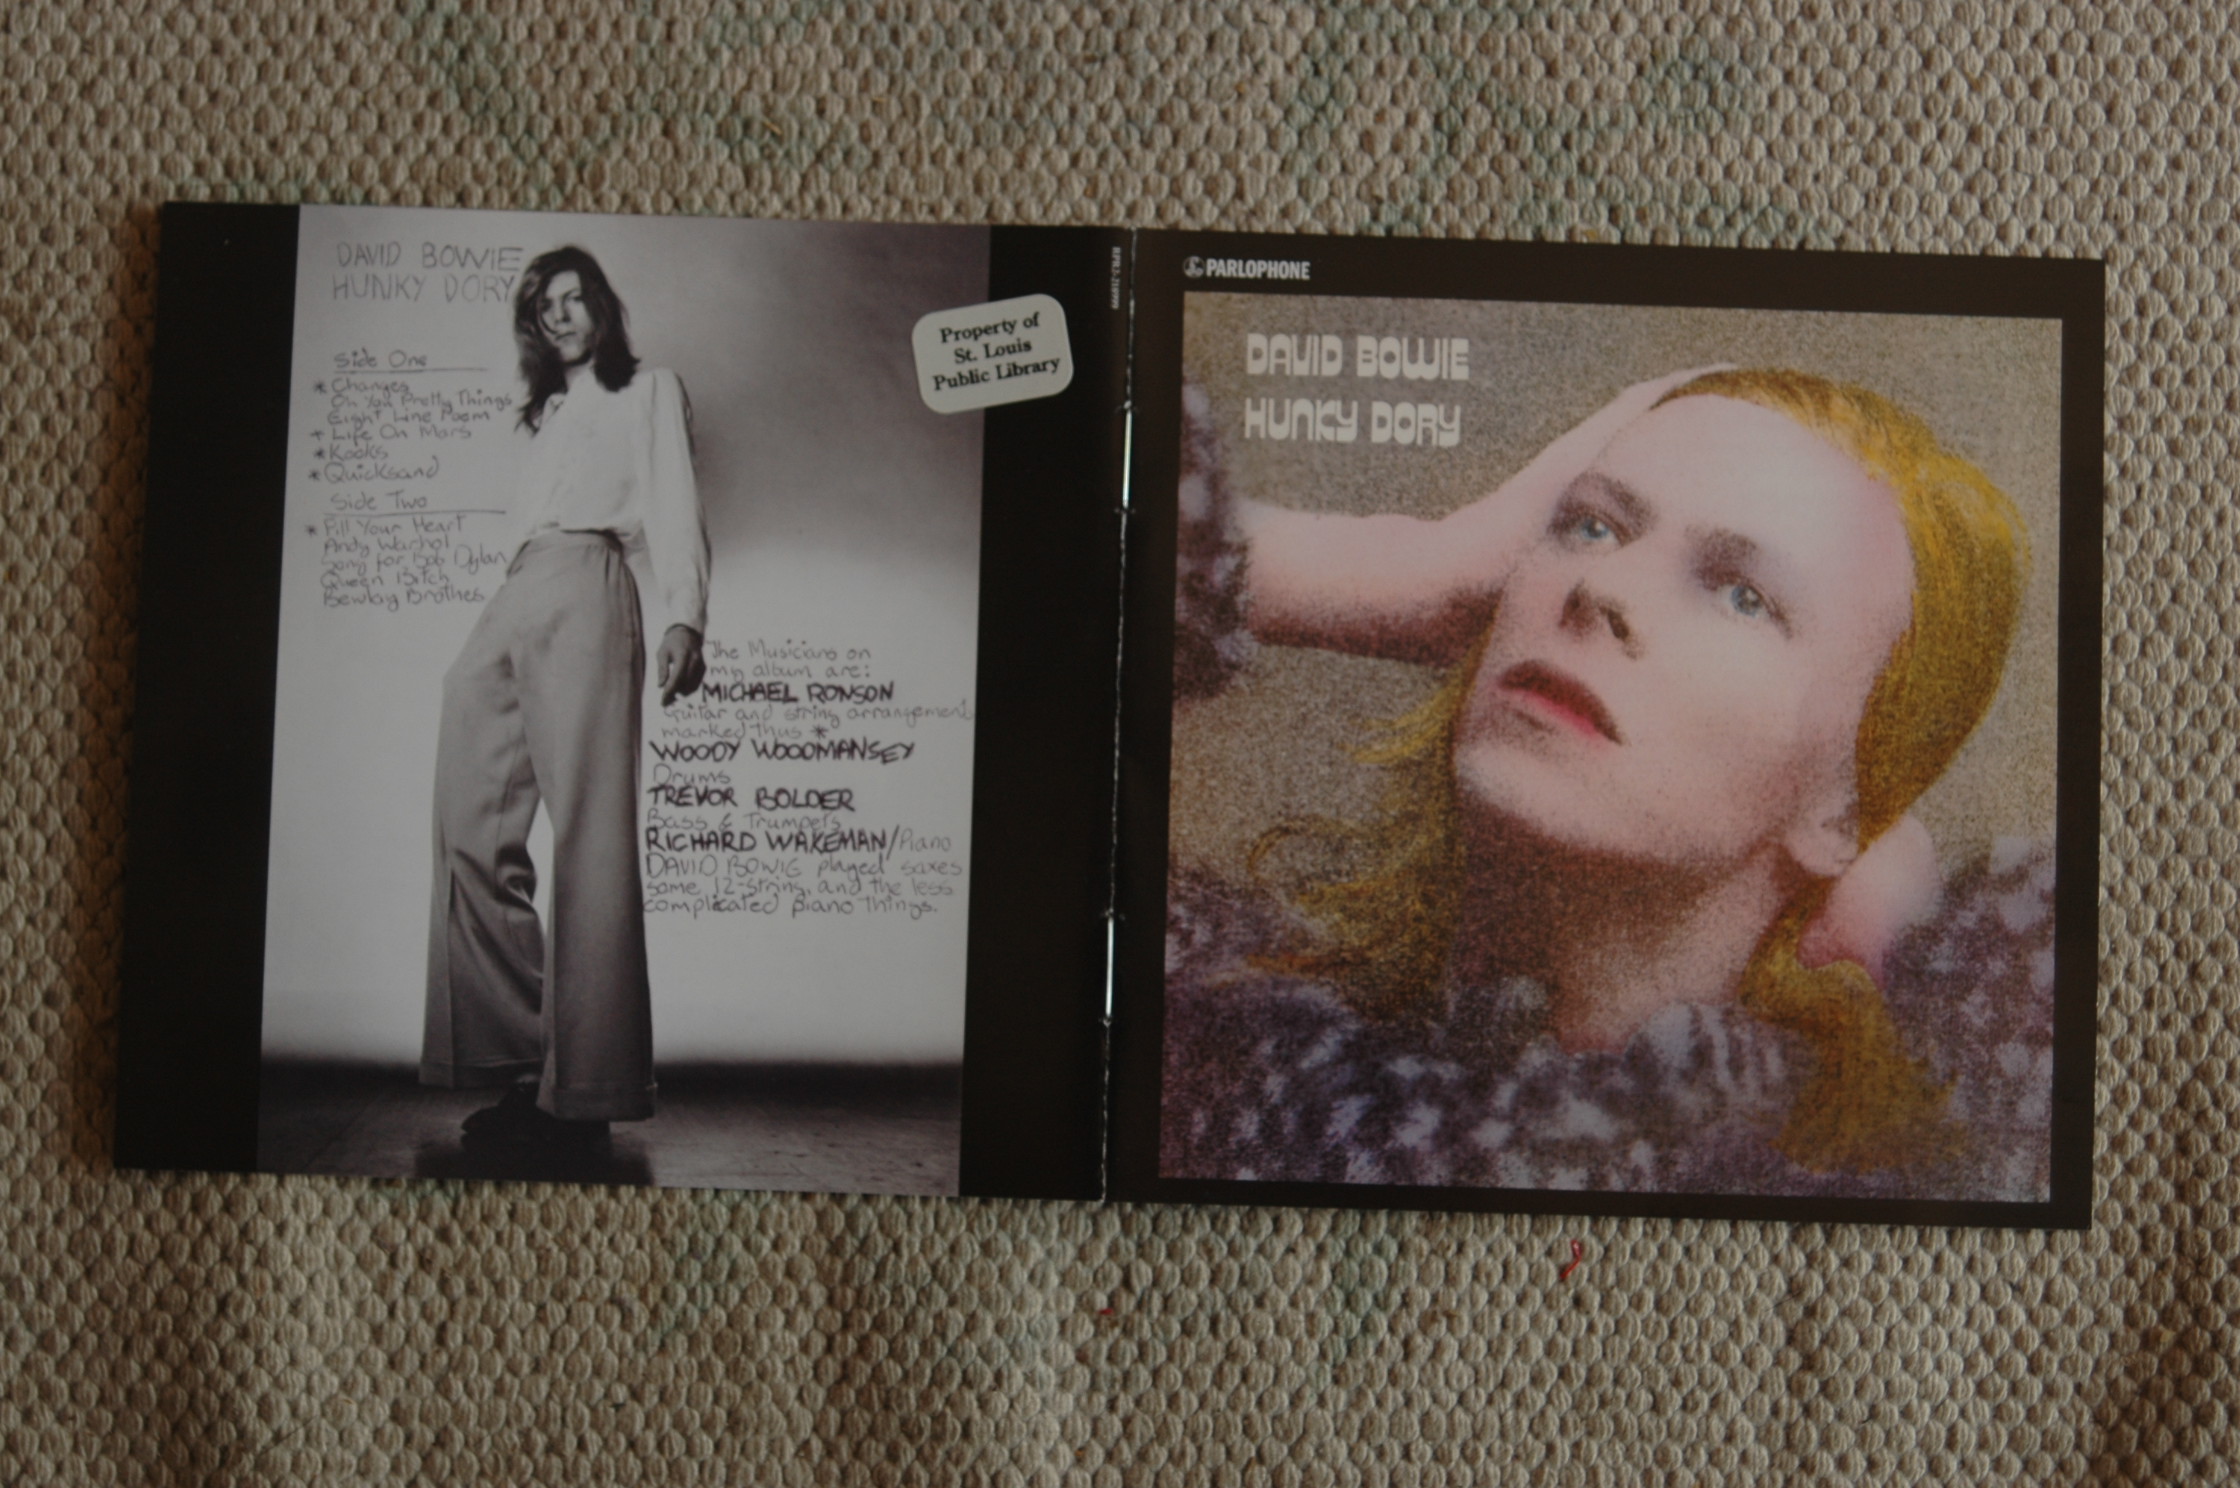 DAVID BOWIE
HUNKY DORY
Side One
* Changes
Oh You Pretty Things
Eight Line Poem
* Life On Mars
* Kooks
* Quicksand
Side Two
* Fill Your Heart
Andy Warhol
Song for Bob Dylan
Queen Bitch
Bewlay Brothes
The Musicians on
my album are:
MICHAEL RONSON
Guitar and string arrangement
marked thus *
WOODY WOODMANSEY
Drums
TREVOR BOLDER
Bass & Trumpets
RICHARD WAKEMAN/Piano
DAVID BOWIE played saxes
some 12-string, and the less
complicated piano things.
Property of
St. Louis
Public Library
PARLOPHONE
DAVID BOWIE
HUNKY DORY